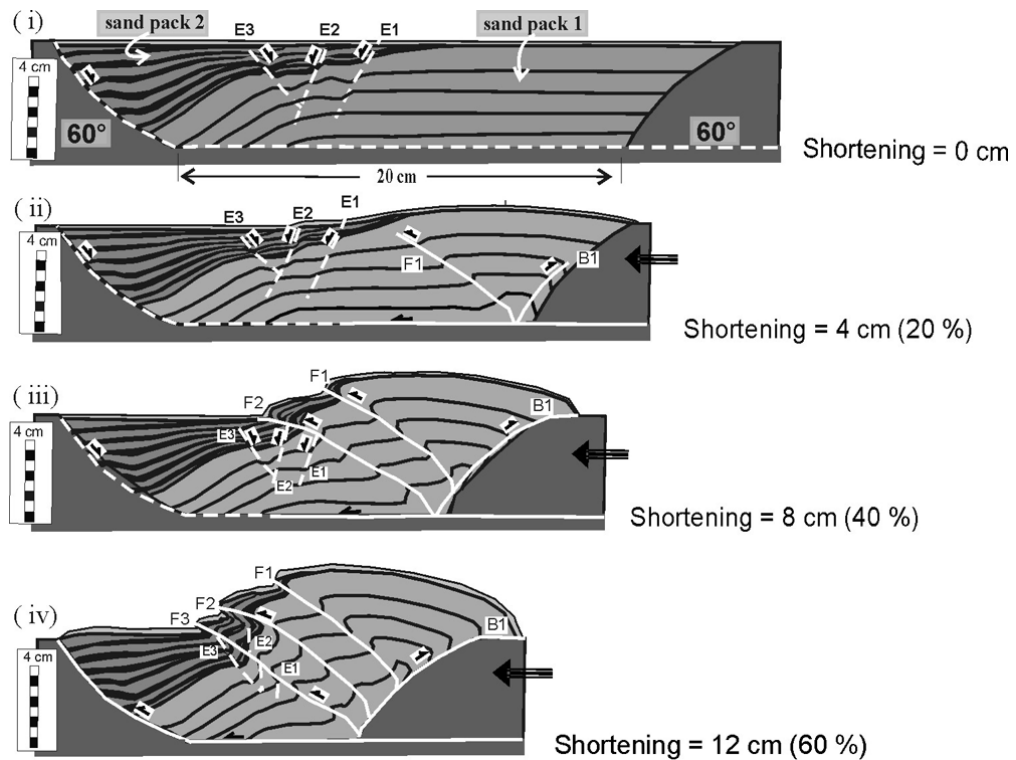 ( i )
sand pack 2
E3
E2
E1
sand pack 1
4 cm
60°
60°
Shortening = 0 cm
20 cm
( ii )
E3
E2
E1
4 cm
F1
B1
Shortening = 4 cm (20 %)
( iii )
F1
F2
B1
4 cm
E3
E1
E2
Shortening = 8 cm (40 %)
( iv )
F1
F2
F3
B1
E2
E3
E1
4 cm
Shortening = 12 cm (60 %)